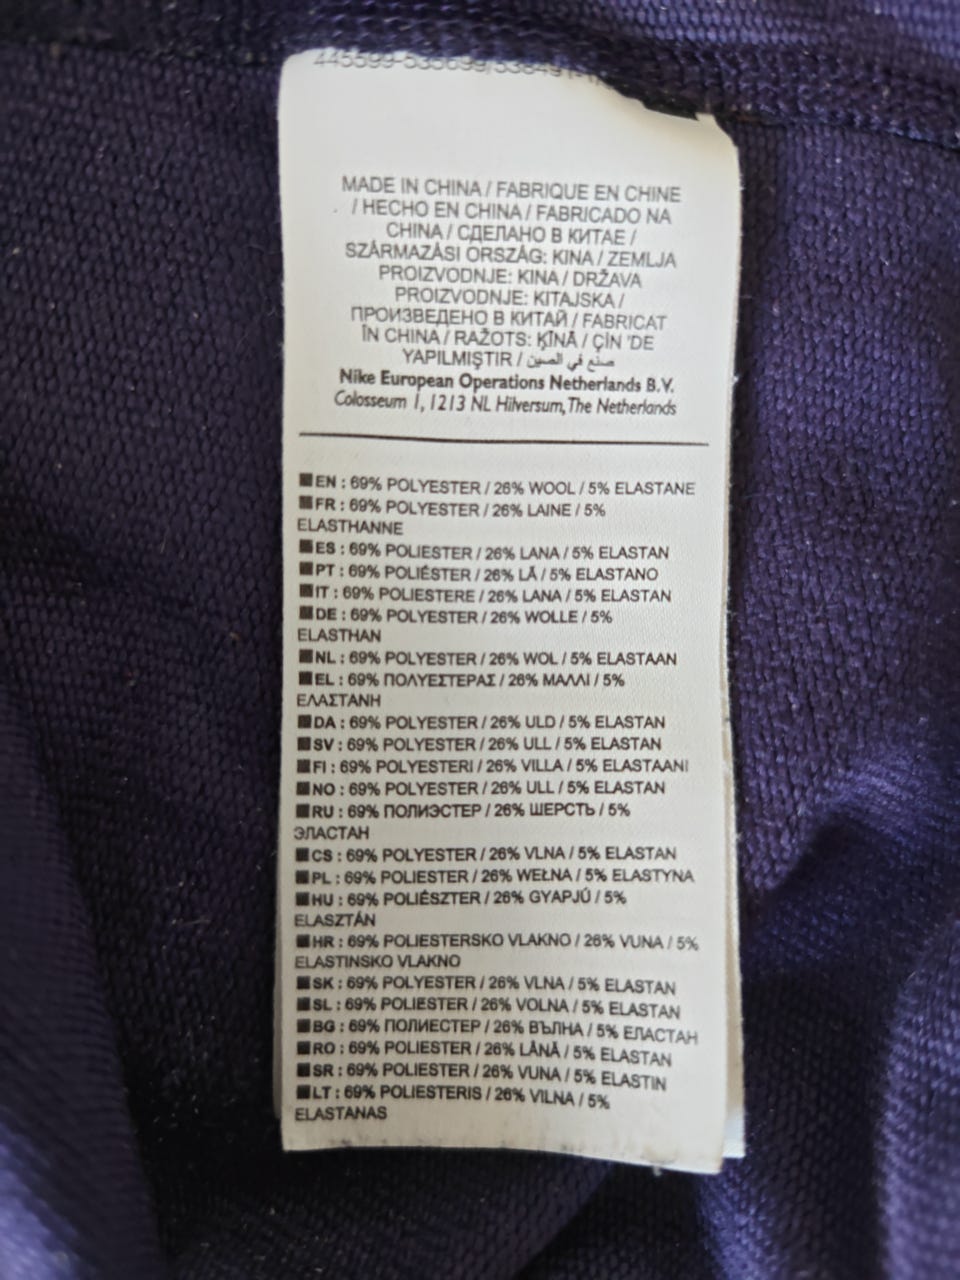 MADE IN CHINA / FABRIQUE EN CHINE
/ HECHO EN CHINA / FABRICADO NA
CHINA / СДЕЛАНО В КИТАЕ /
SZÁRMAZÁSI ORSZÁG: KINA / ZEMLJA
PROIZVODNJE: KINA / DRŽAVA
PROIZVODNJE: KITAJSKA /
ПРОИЗВЕДЕНО В КИТАЙ / FABRICAT
ÎN CHINA / RAŽOTS: ĶĪNĀ / ÇİN 'DE
YAPILMIŞTIR / صنع في الصين
Nike European Operations Netherlands B.V.
Colosseum 1, 1213 NL Hilversum, The Netherlands
EN : 69% POLYESTER / 26% WOOL / 5% ELASTANE
FR : 69% POLYESTER / 26% LAINE / 5%
ELASTHANNE
ES : 69% POLIESTER / 26% LANA / 5% ELASTAN
PT : 69% POLIÉSTER / 26% LÃ / 5% ELASTANO
IT : 69% POLIESTERE / 26% LANA / 5% ELASTAN
DE : 69% POLYESTER / 26% WOLLE / 5%
ELASTHAN
NL : 69% POLYESTER / 26% WOL / 5% ELASTAAN
EL : 69% ΠΟΛΥΕΣΤΕΡΑΣ / 26% ΜΑΛΛΙ / 5%
ΕΛΑΣΤΑΝΗ
DA : 69% POLYESTER / 26% ULD / 5% ELASTAN
SV : 69% POLYESTER / 26% ULL / 5% ELASTAN
FI : 69% POLYESTERI / 26% VILLA / 5% ELASTAANI
NO : 69% POLYESTER / 26% ULL / 5% ELASTAN
RU : 69% ПОЛИЭСТЕР / 26% ШЕРСТЬ / 5%
ЭЛАСТАН
CS : 69% POLYESTER / 26% VLNA / 5% ELASTAN
PL : 69% POLIESTER / 26% WEŁNA / 5% ELASTYNA
HU : 69% POLIÉSZTER / 26% GYAPJÚ / 5%
ELASZTÁN
HR : 69% POLIESTERSKO VLAKNO / 26% VUNA / 5%
ELASTINSKO VLAKNO
SK : 69% POLYESTER / 26% VLNA / 5% ELASTAN
SL : 69% POLIESTER / 26% VOLNA / 5% ELASTAN
BG : 69% ПОЛИЕСТЕР / 26% ВЪЛНА / 5% ЕЛАСТАН
RO : 69% POLIESTER / 26% LÂNĂ / 5% ELASTAN
SR : 69% POLIESTER / 26% VUNA / 5% ELASTIN
LT : 69% POLIESTERIS / 26% VILNA / 5%
ELASTANAS